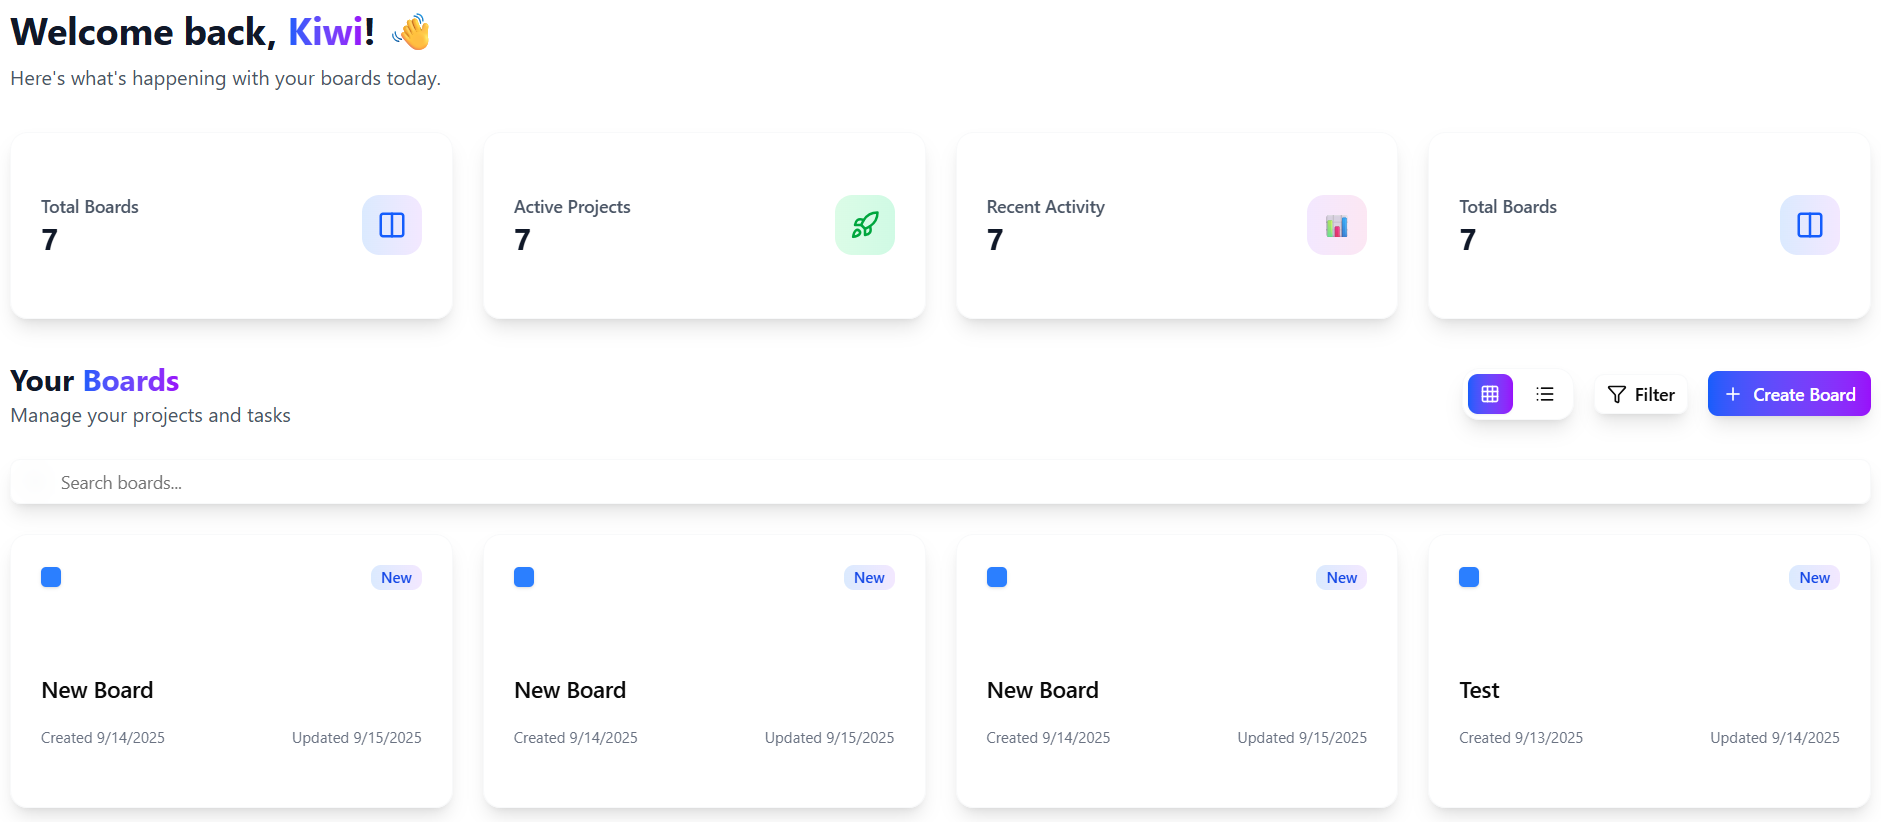 Welcome back, Kiwi! 👋
Here's what's happening with your boards today.
Total Boards
7
Active Projects
7
Recent Activity
7
Total Boards
7
Your Boards
Manage your projects and tasks
Filter
Create Board
Search boards...
New
New Board
Created 9/14/2025 Updated 9/15/2025
New
New Board
Created 9/14/2025 Updated 9/15/2025
New
New Board
Created 9/14/2025 Updated 9/15/2025
New
Test
Created 9/13/2025 Updated 9/14/2025